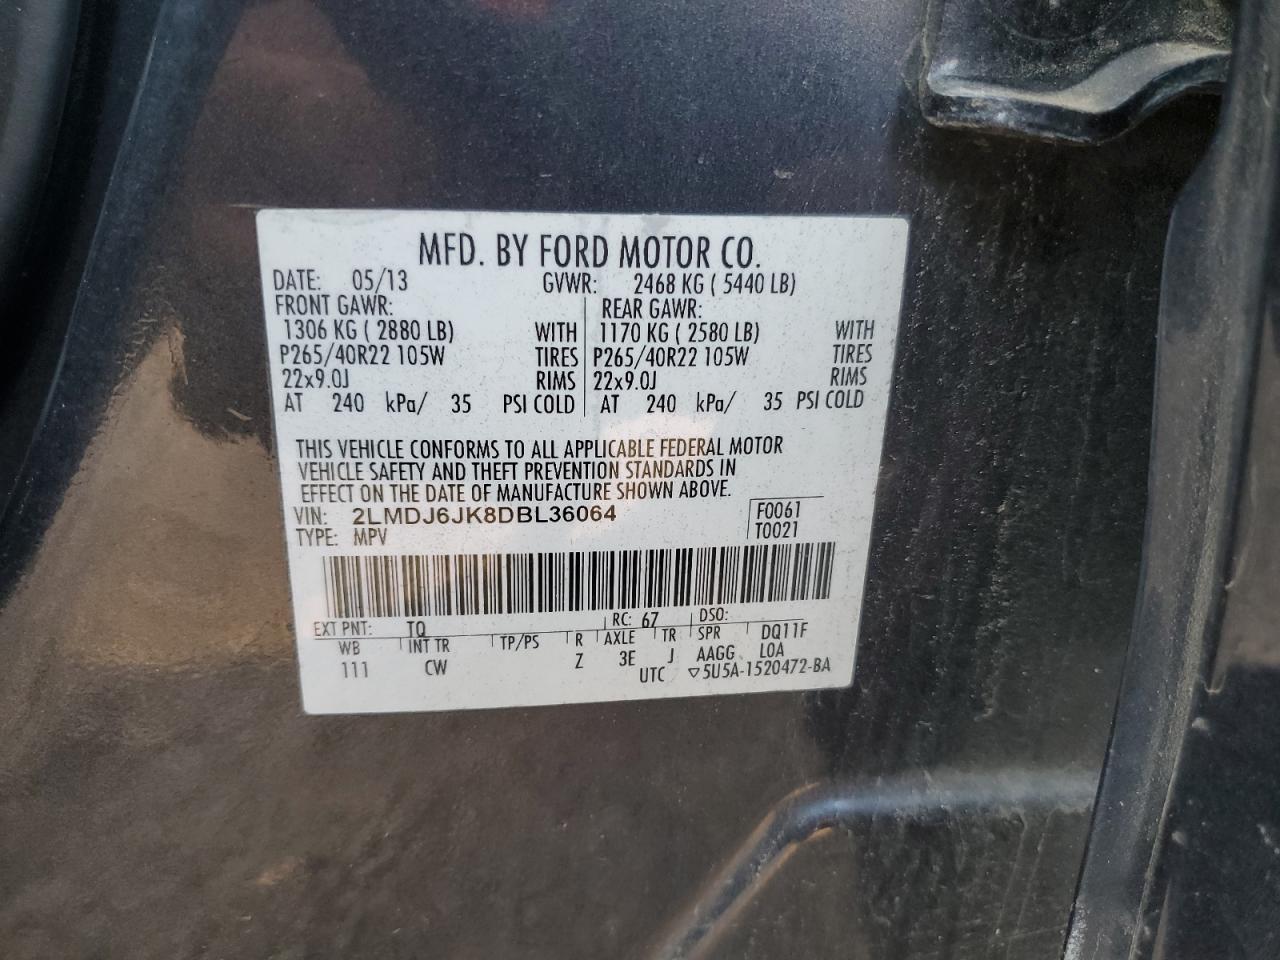 MFD. BY FORD MOTOR CO.
DATE: 05/13 GVWR: 2468 KG ( 5440 LB)
FRONT GAWR: REAR GAWR:
1306 KG ( 2880 LB) WITH 1170 KG ( 2580 LB) WITH
P265/40R22 105W TIRES P265/40R22 105W TIRES
22x9.0J RIMS 22x9.0J RIMS
AT 240 kPa/ 35 PSI COLD AT 240 kPa/ 35 PSI COLD
THIS VEHICLE CONFORMS TO ALL APPLICABLE FEDERAL MOTOR
VEHICLE SAFETY AND THEFT PREVENTION STANDARDS IN
EFFECT ON THE DATE OF MANUFACTURE SHOWN ABOVE.
VIN: 2LMDJ6JK8DBL36064 F0061
TYPE: MPV T0021
EXT PNT: TQ RC: 67 DSO:
WB INT TR TP/PS R AXLE TR SPR DQ11F
111 CW Z 3E J AAGG LOA
UTC ▽5U5A-1520472-BA